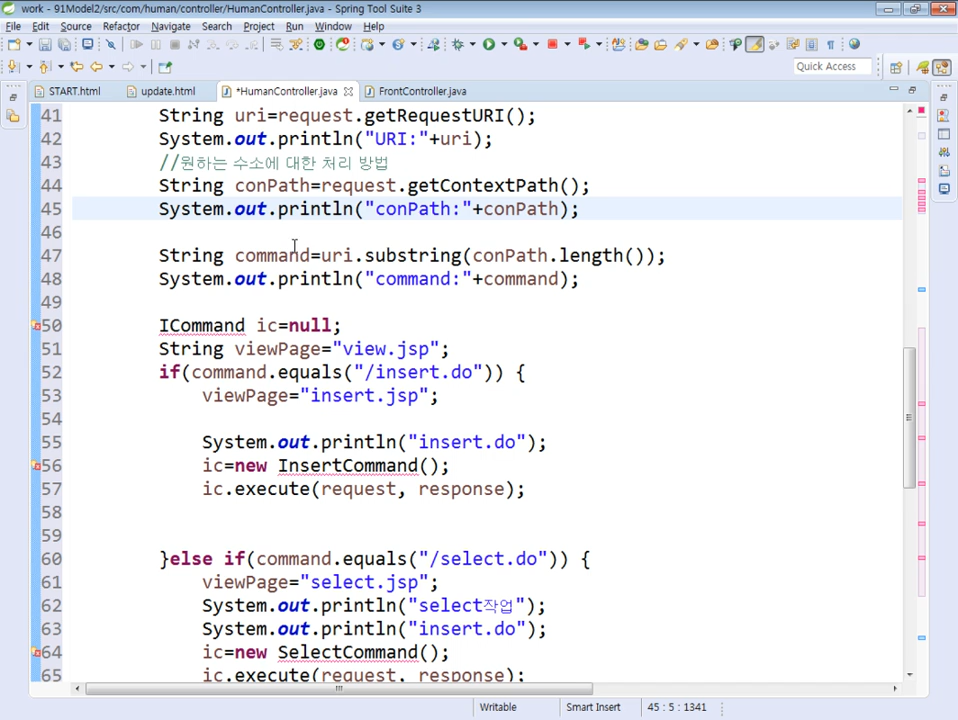 work - 91Model2/src/com/human/controller/HumanController.java - Spring Tool Suite 3
File Edit Source Refactor Navigate Search Project Run Window Help
Quick Access
START.html update.html *HumanController.java FrontController.java
41 String uri=request.getRequestURI();
42 System.out.println("URI:"+uri);
43 //원하는 수소에 대한 처리 방법
44 String conPath=request.getContextPath();
45 System.out.println("conPath:"+conPath);
46
47 String command=uri.substring(conPath.length());
48 System.out.println("command:"+command);
49
50 ICommand ic=null;
51 String viewPage="view.jsp";
52 if(command.equals("/insert.do")) {
53 viewPage="insert.jsp";
54
55 System.out.println("insert.do");
56 ic=new InsertCommand();
57 ic.execute(request, response);
58
59
60 }else if(command.equals("/select.do")) {
61 viewPage="select.jsp";
62 System.out.println("select작업");
63 System.out.println("insert.do");
64 ic=new SelectCommand();
65 ic.execute(request, response);
Writable Smart Insert 45 : 5 : 1341